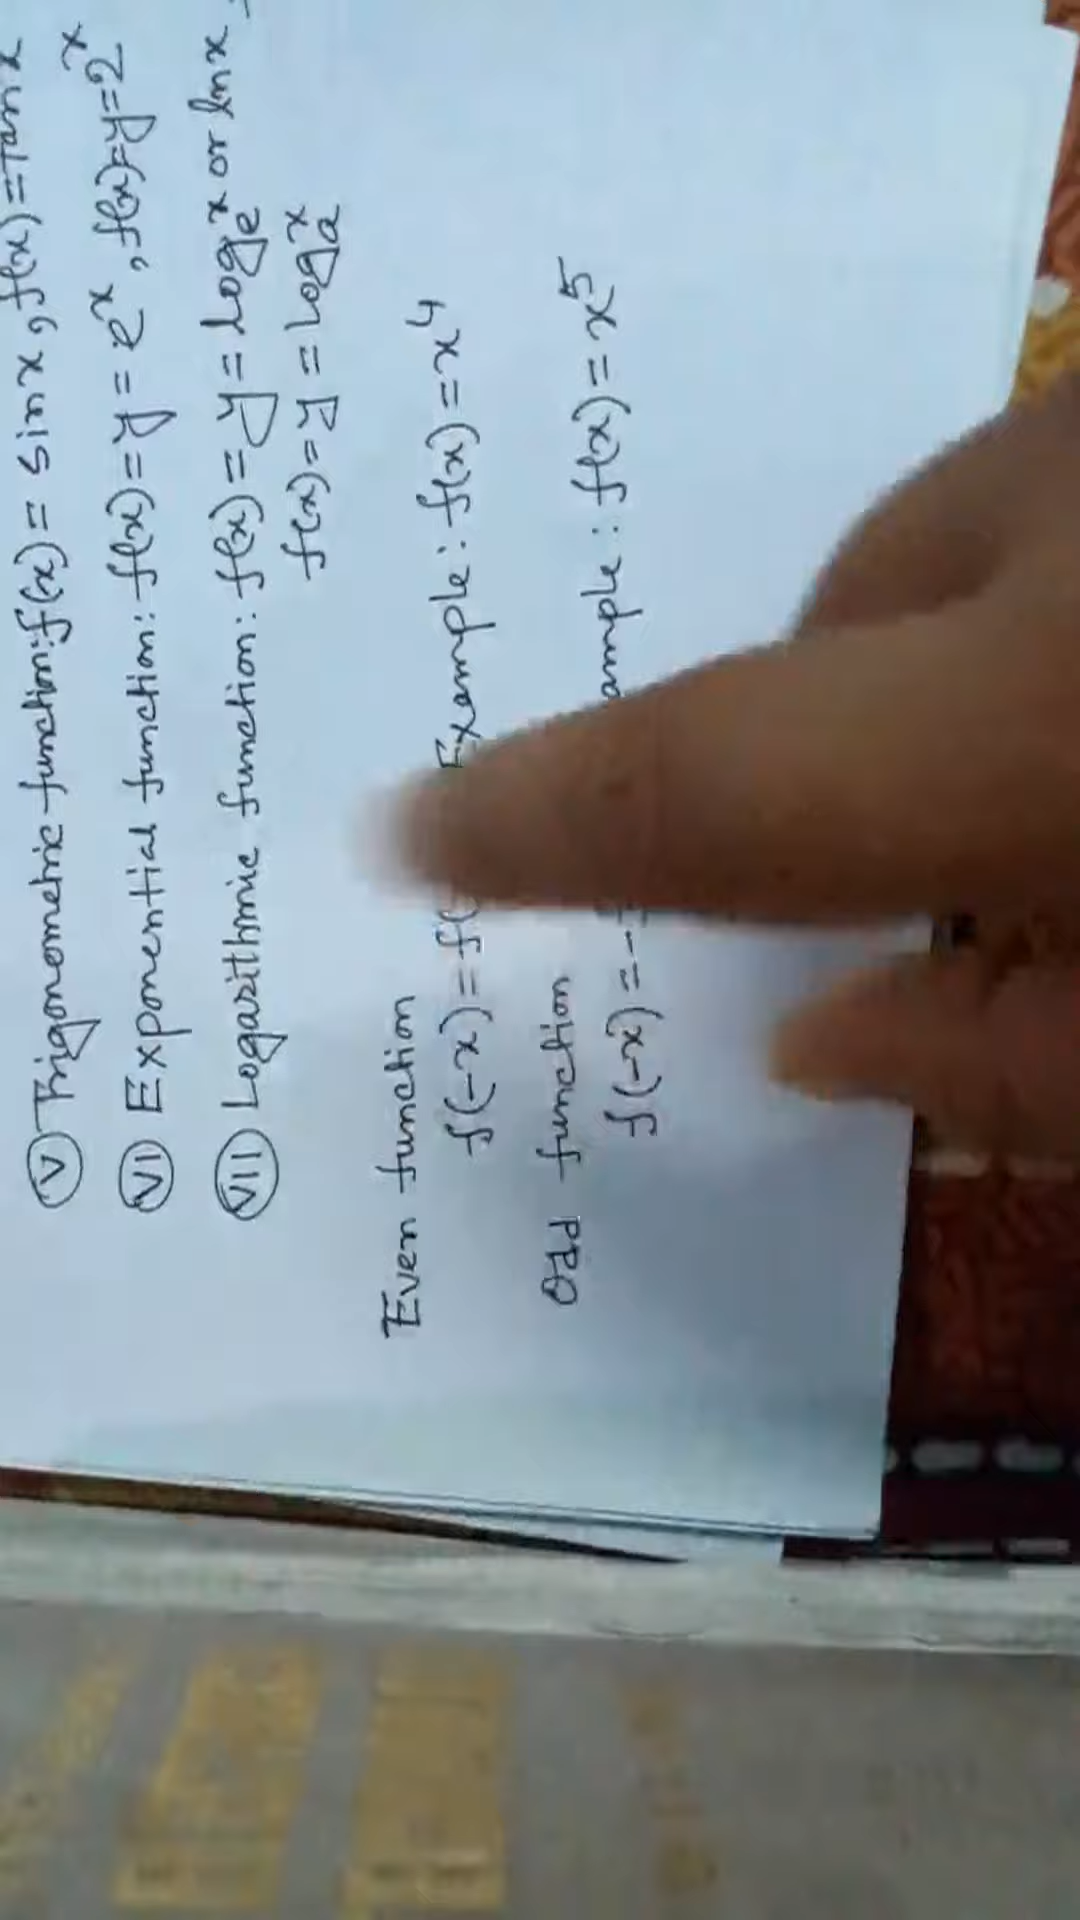 V Trigonometric function: f(x) = sin x, f(x) = Tan x
VI Exponential function: f(x) = y = e^x, f(x) = y = 2^x
VII Logarithmic function: f(x) = y = log_e^x or ln x
f(x) = y = log_a^x
Even function
f(-x) = f( Example: f(x) = x^4
Odd function
f(-x) = - ample: f(x) = x^5